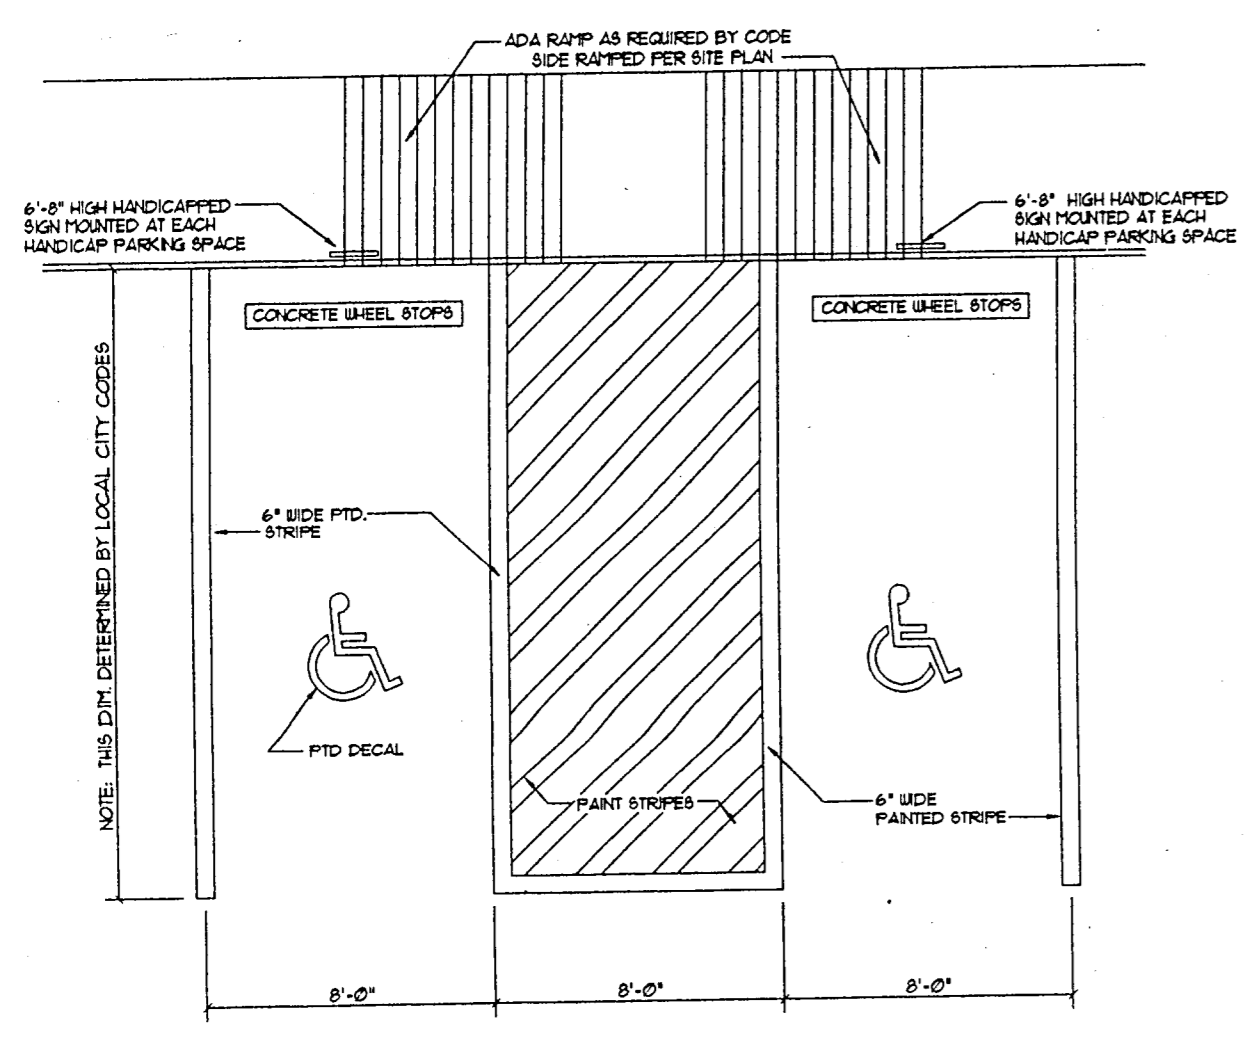 ADA RAMP AS REQUIRED BY CODE
SIDE RAMPED PER SITE PLAN
6'-8" HIGH HANDICAPPED
SIGN MOUNTED AT EACH
HANDICAP PARKING SPACE
6'-8" HIGH HANDICAPPED
SIGN MOUNTED AT EACH
HANDICAP PARKING SPACE
CONCRETE WHEEL STOPS
CONCRETE WHEEL STOPS
NOTE: THIS DIM. DETERMINED BY LOCAL CITY CODES
6" WIDE PTD.
STRIPE
PTD DECAL
PAINT STRIPES
6" WIDE
PAINTED STRIPE
8'-0"
8'-0"
8'-0"